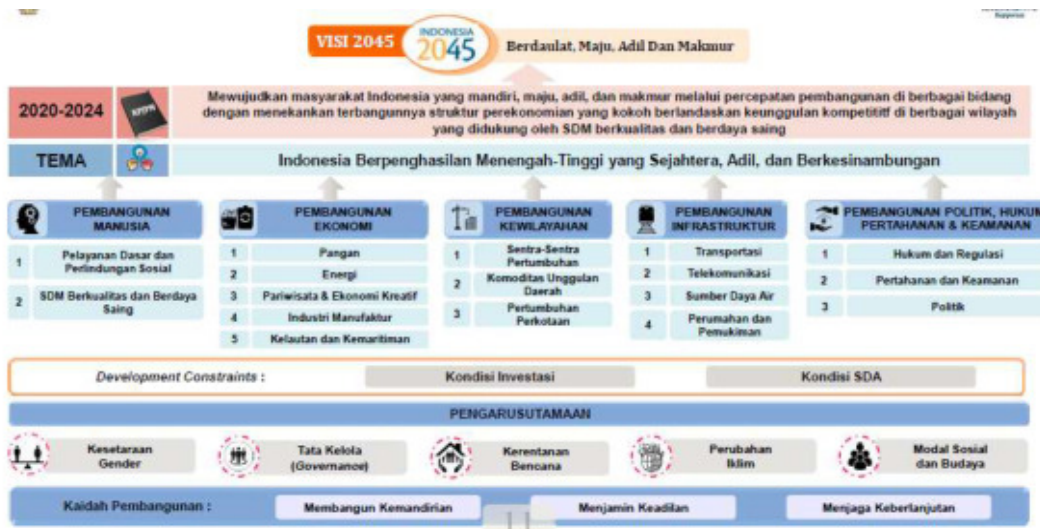 Bappenas
VISI 2045
INDONESIA
2045
Berdaulat, Maju, Adil Dan Makmur
2020-2024
RPJPN
Mewujudkan masyarakat Indonesia yang mandiri, maju, adil, dan makmur melalui percepatan pembangunan di berbagai bidang
dengan menekankan terbangunnya struktur perekonomian yang kokoh berlandaskan keunggulan kompetititf di berbagai wilayah
yang didukung oleh SDM berkualitas dan berdaya saing
TEMA
Indonesia Berpenghasilan Menengah-Tinggi yang Sejahtera, Adil, dan Berkesinambungan
PEMBANGUNAN
MANUSIA
1 Pelayanan Dasar dan
Perlindungan Sosial
2 SDM Berkualitas dan Berdaya
Saing
PEMBANGUNAN
EKONOMI
1 Pangan
2 Energi
3 Pariwisata & Ekonomi Kreatif
4 Industri Manufaktur
5 Kelautan dan Kemaritiman
PEMBANGUNAN
KEWILAYAHAN
1 Sentra-Sentra
Pertumbuhan
2 Komoditas Unggulan
Daerah
3 Pertumbuhan
Perkotaan
PEMBANGUNAN
INFRASTRUKTUR
1 Transportasi
2 Telekomunikasi
3 Sumber Daya Air
4 Perumahan dan
Pemukiman
PEMBANGUNAN POLITIK, HUKUM
PERTAHANAN & KEAMANAN
1 Hukum dan Regulasi
2 Pertahanan dan Keamanan
3 Politik
Development Constraints :
Kondisi Investasi
Kondisi SDA
PENGARUSUTAMAAN
Kesetaraan
Gender
Tata Kelola
(Governance)
Kerentanan
Bencana
Perubahan
Iklim
Modal Sosial
dan Budaya
Kaidah Pembangunan :
Membangun Kemandirian
Menjamin Keadilan
Menjaga Keberlanjutan